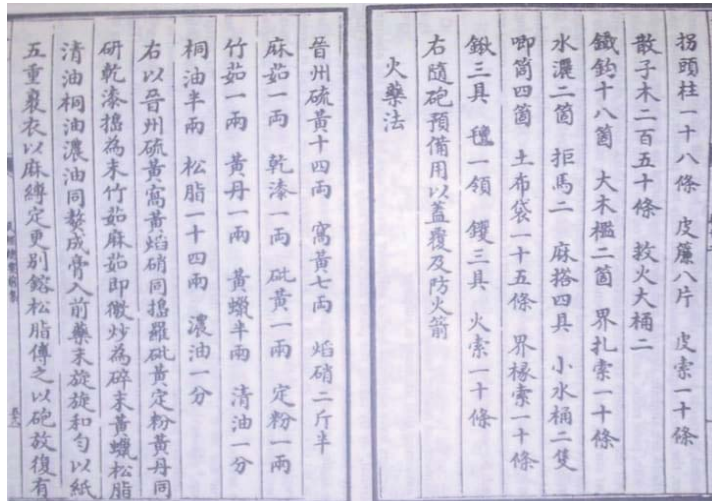 拐頭柱一十八條 皮簾八片 皮索一十條
散子木二百五十條 救火大桶二
鐵鈎十八箇 大木檻二箇 界扎索一十條
水濃二箇 拒馬二 麻搭四具 小水桶二隻
唧筒四箇 土布袋一十五條 界椽索一十條
鍬三具 氊一領 钁三具 火索一十條
右隨砲預備用以蓋覆及防火箭
火藥法
晉州硫黃十四兩 窩黃七兩 焰硝二斤半
麻茹一兩 乾漆一兩 砒黃一兩 定粉一兩
竹茹一兩 黃丹一兩 黃蠟半兩 清油一分
桐油半兩 松脂一十四兩 濃油一分
右以晉州硫黃窩黃焰硝同搗羅砒黃定粉黃丹同
研乾漆搗為末竹茹麻茹即微炒為碎末黃蠟松脂
清油桐油濃油同熬成膏入前藥末旋旋和勻以紙
五重裹衣以麻縛定更別鎔松脂傅之以砲放復有